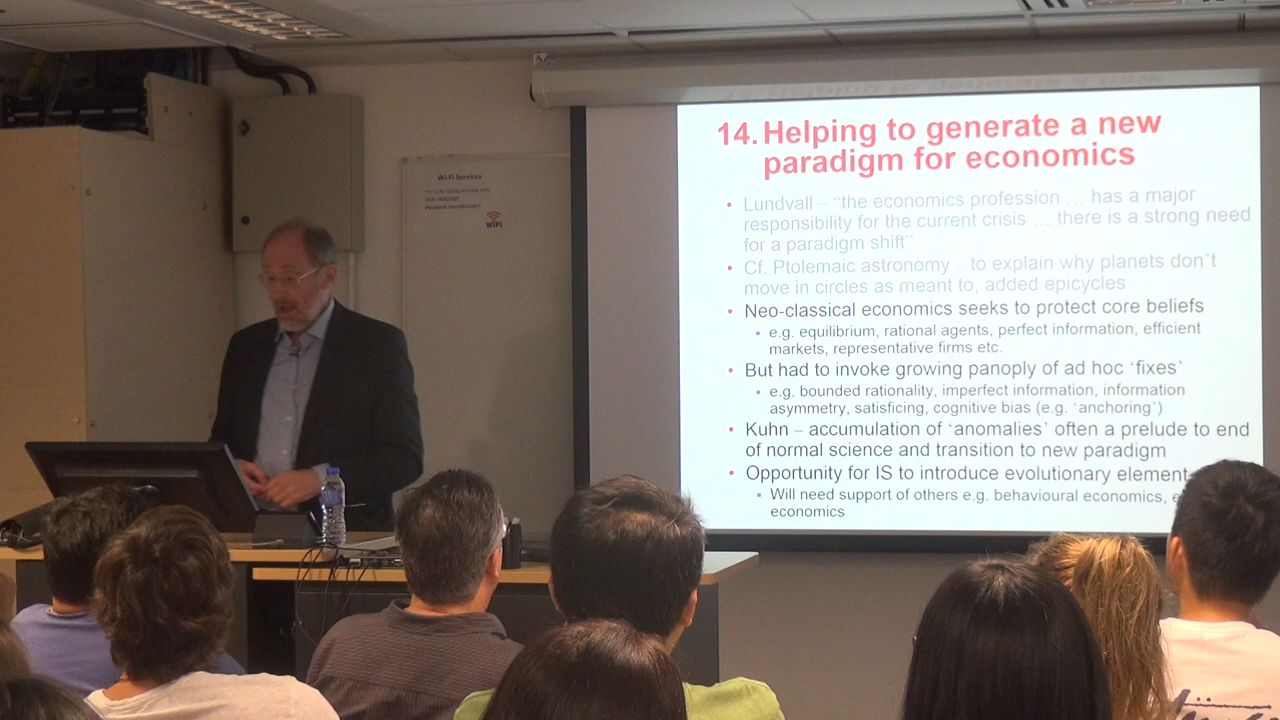 Wi-Fi Services
WiFi
14. Helping to generate a new
paradigm for economics
• Lundvall – “the economics profession … has a major
responsibility for the current crisis … there is a strong need
for a paradigm shift”
• Cf. Ptolemaic astronomy – to explain why planets don’t
move in circles as meant to, added epicycles
• Neo-classical economics seeks to protect core beliefs
▪ e.g. equilibrium, rational agents, perfect information, efficient
markets, representative firms etc.
• But had to invoke growing panoply of ad hoc ‘fixes’
▪ e.g. bounded rationality, imperfect information, information
asymmetry, satisficing, cognitive bias (e.g. ‘anchoring’)
• Kuhn – accumulation of ‘anomalies’ often a prelude to end
of normal science and transition to new paradigm
• Opportunity for IS to introduce evolutionary element
▪ Will need support of others e.g. behavioural economics,
economics